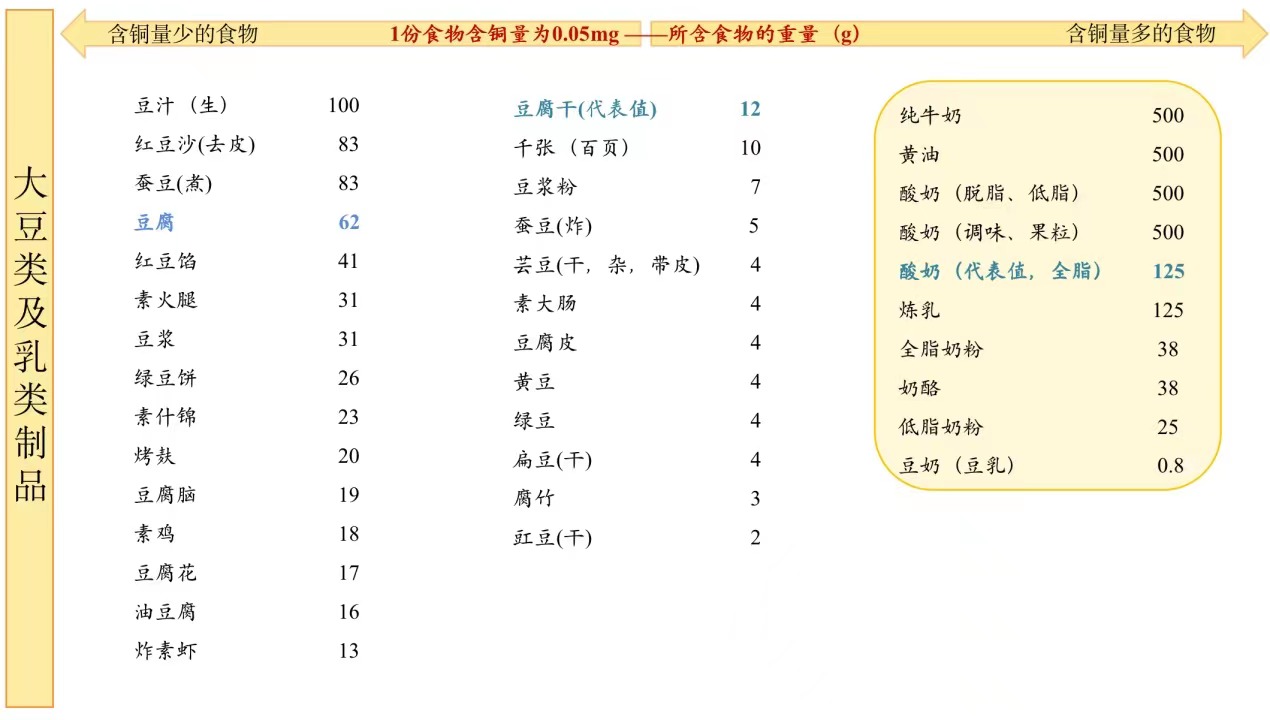 含铜量少的食物 1份食物含铜量为0.05mg ——所含食物的重量（g） 含铜量多的食物
大豆类及乳类制品
豆汁（生） 100
红豆沙(去皮) 83
蚕豆(煮) 83
豆腐 62
红豆馅 41
素火腿 31
豆浆 31
绿豆饼 26
素什锦 23
烤麸 20
豆腐脑 19
素鸡 18
豆腐花 17
油豆腐 16
炸素虾 13
豆腐干(代表值) 12
千张（百页） 10
豆浆粉 7
蚕豆(炸) 5
芸豆(干，杂，带皮) 4
素大肠 4
豆腐皮 4
黄豆 4
绿豆 4
扁豆(干) 4
腐竹 3
豇豆(干) 2
纯牛奶 500
黄油 500
酸奶（脱脂、低脂） 500
酸奶（调味、果粒） 500
酸奶（代表值，全脂） 125
炼乳 125
全脂奶粉 38
奶酪 38
低脂奶粉 25
豆奶（豆乳） 0.8